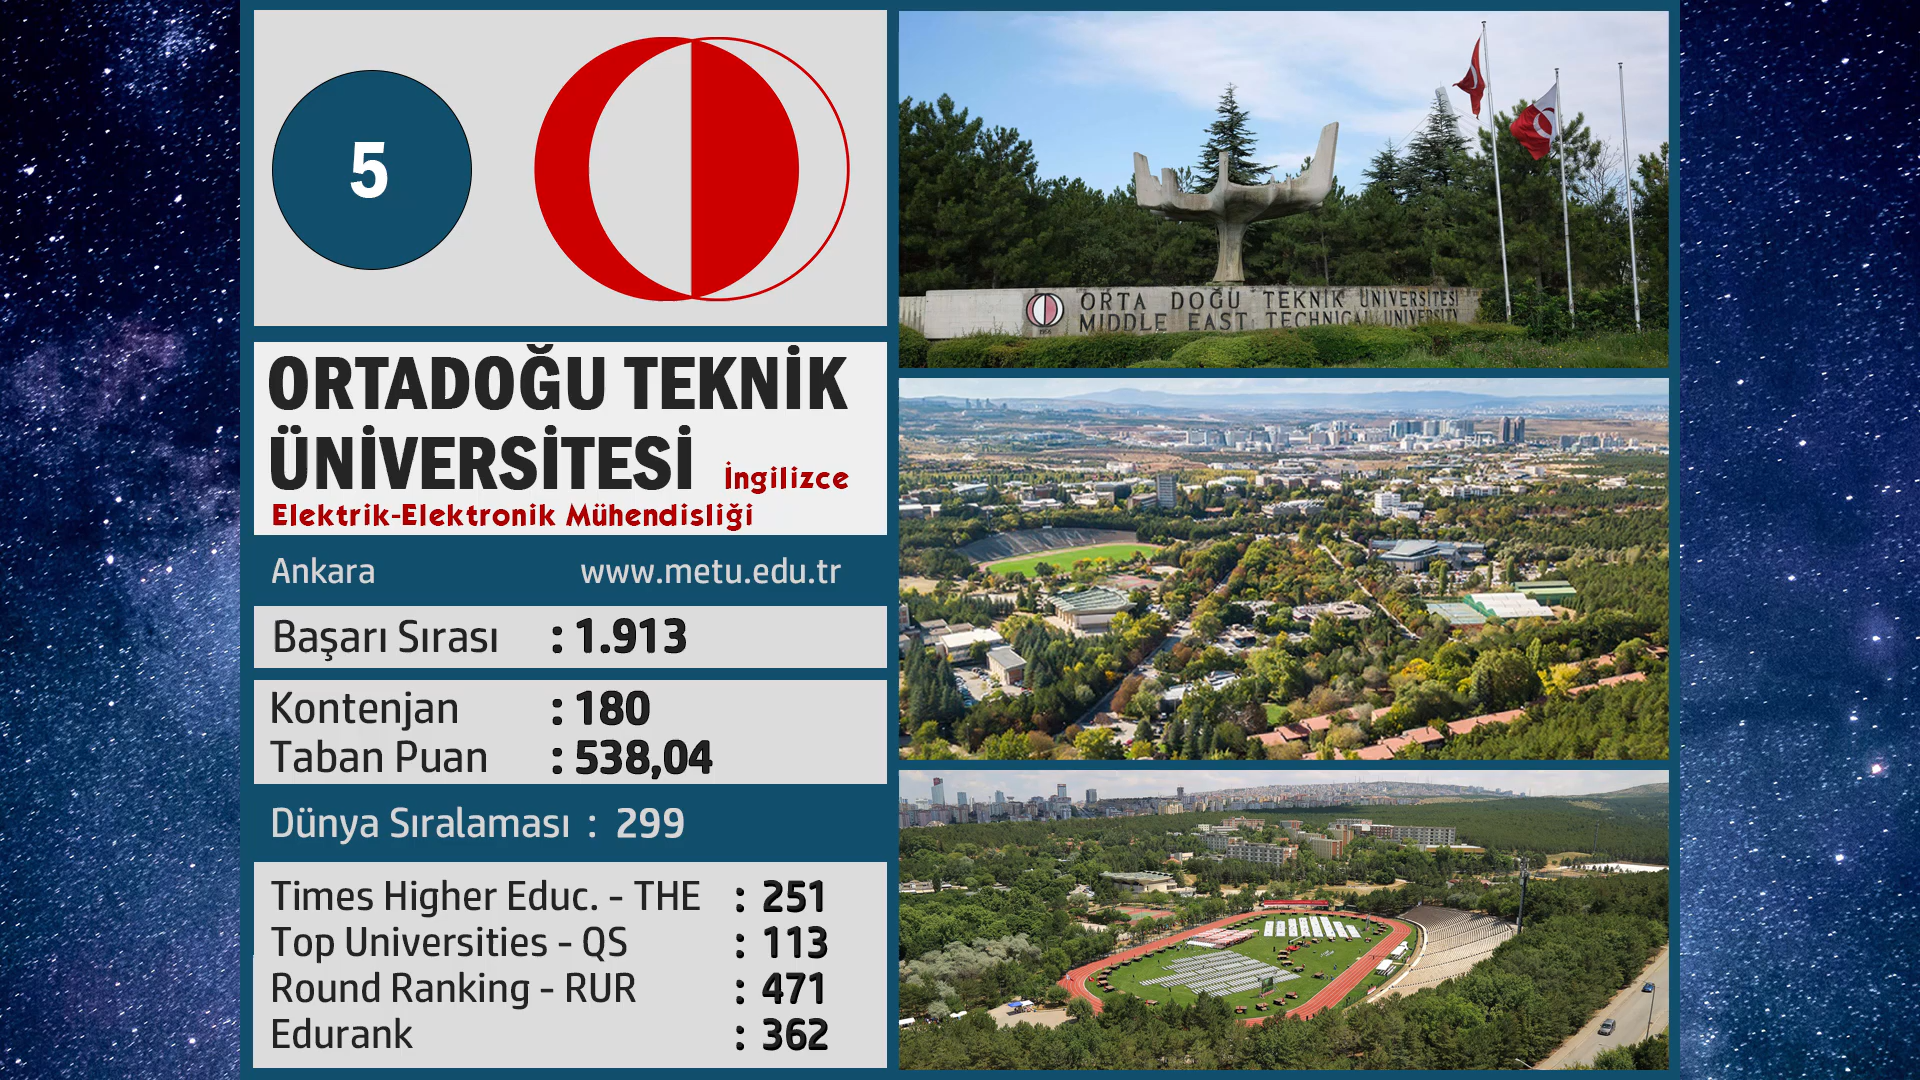 5
ORTADOĞU TEKNİK
ÜNİVERSİTESİ İngilizce
Elektrik-Elektronik Mühendisliği
Ankara www.metu.edu.tr
Başarı Sırası : 1.913
Kontenjan : 180
Taban Puan : 538,04
Dünya Sıralaması : 299
Times Higher Educ. - THE : 251
Top Universities - QS : 113
Round Ranking - RUR : 471
Edurank : 362
ORTA DOĞU TEKNİK ÜNİVERSİTESİ
MIDDLE EAST TECHNICAL UNIVERSITY